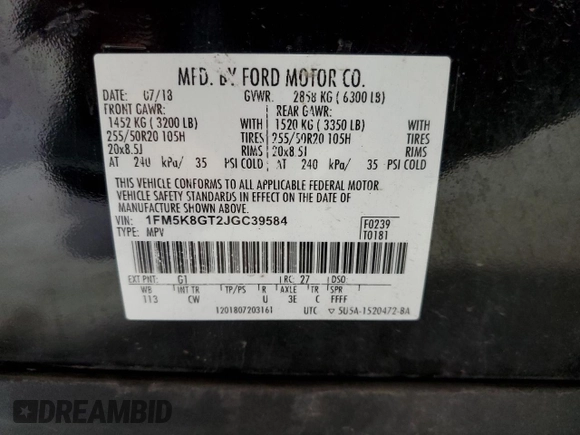 MFD. BY FORD MOTOR CO.
DATE: 07/18 GVWR: 2858 KG ( 6300 LB)
FRONT GAWR: REAR GAWR:
1452 KG ( 3200 LB) WITH 1520 KG ( 3350 LB) WITH
255/50R20 105H TIRES 255/50R20 105H TIRES
20x8.5J RIMS 20x8.5J RIMS
AT 240 kPa/ 35 PSI COLD AT 240 kPa/ 35 PSI COLD
THIS VEHICLE CONFORMS TO ALL APPLICABLE FEDERAL MOTOR
VEHICLE SAFETY STANDARDS IN EFFECT ON THE DATE OF
MANUFACTURE SHOWN ABOVE.
VIN: 1FM5K8GT2JGC39584 F0239
TYPE: MPV T0181
EXT PNT: G1 RC: 27 DSO:
WB INT TR TP/PS R AXLE TR SPR
113 CW U 3E C FFFF
1201807203161 UTC ▽ 5U5A-1520472-BA
DREAMBID